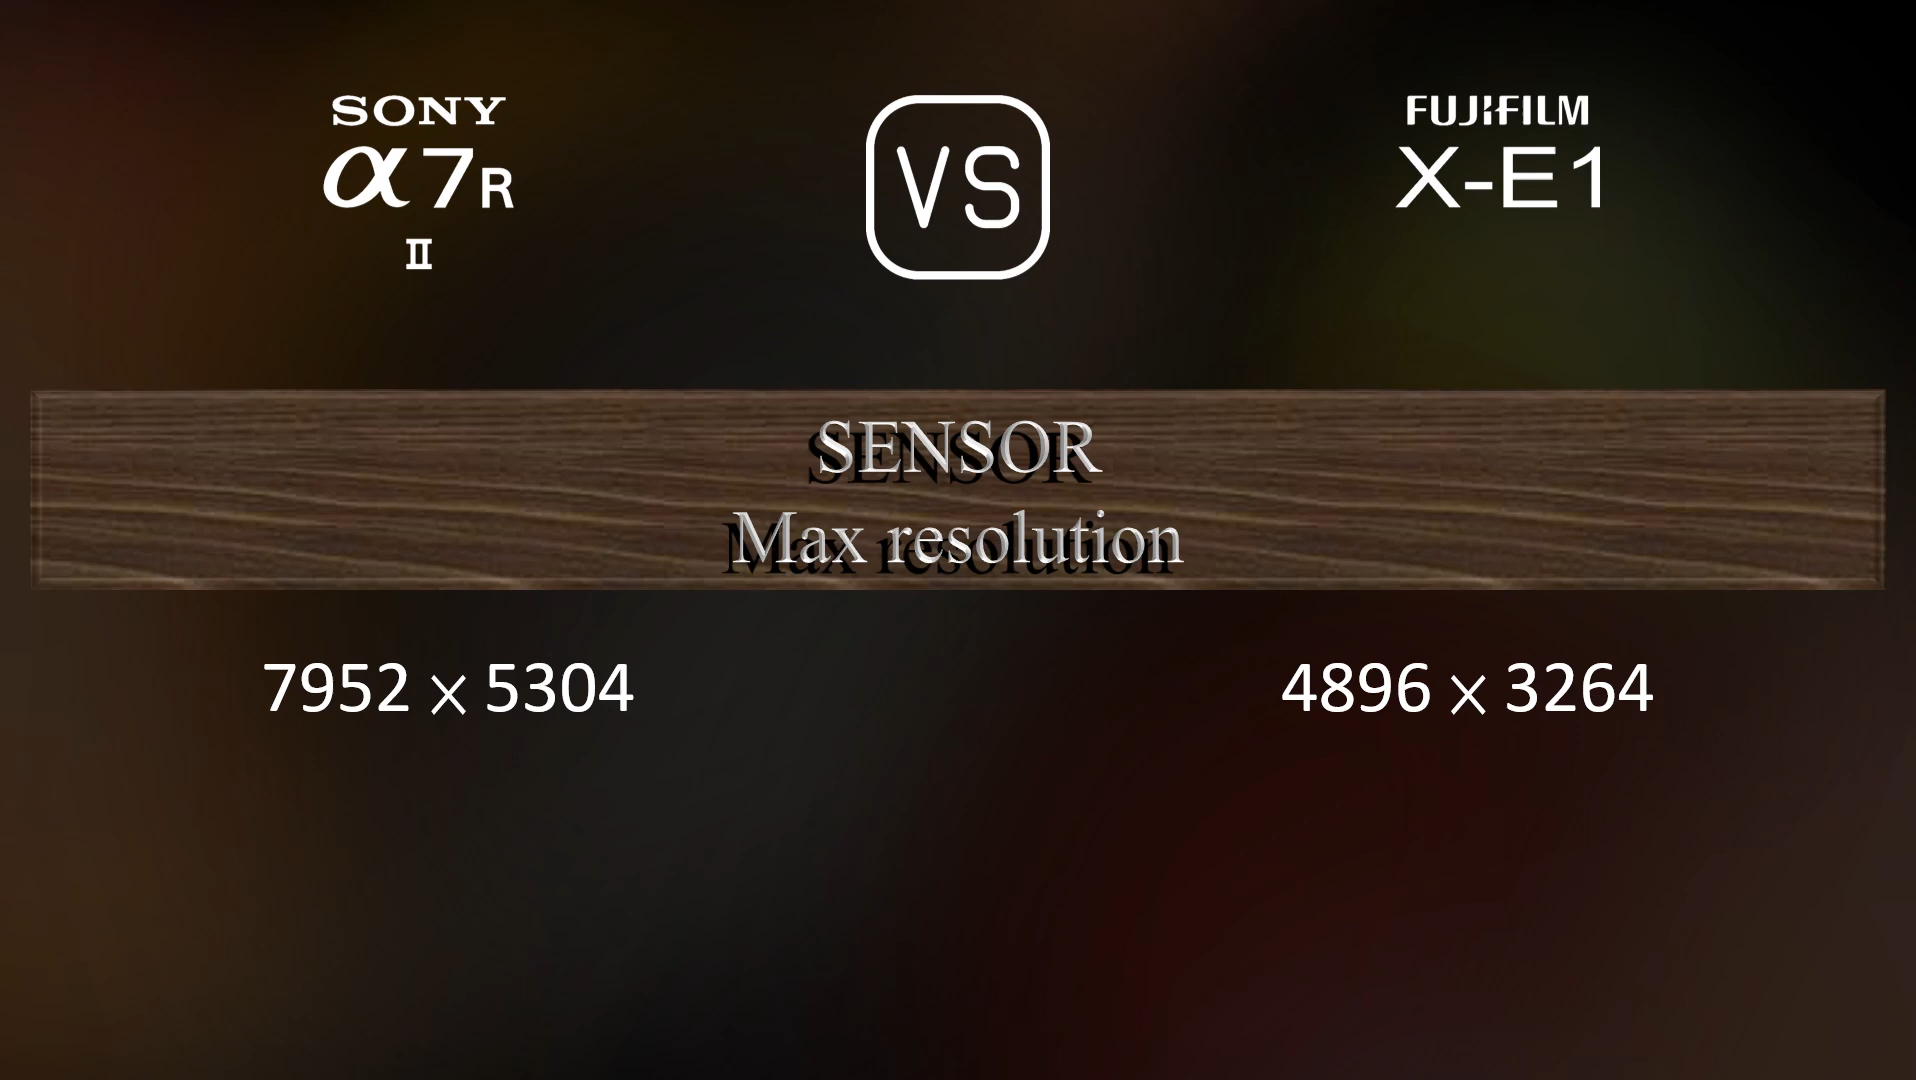 SONY
α7R
II
VS
FUJIFILM
X-E1
SENSOR
Max resolution
7952 x 5304
4896 x 3264